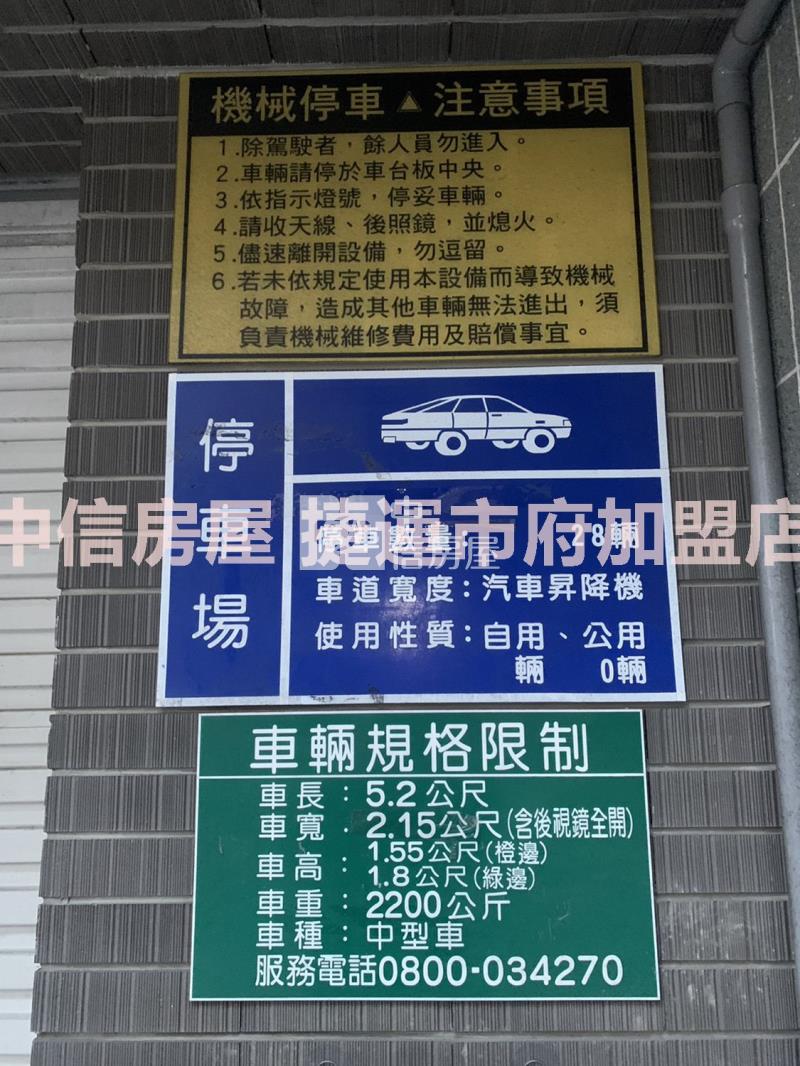 機械停車▲注意事項
1.除駕駛者，餘人員勿進入。
2.車輛請停於車台板中央。
3.依指示燈號，停妥車輛。
4.請收天線、後照鏡，並熄火。
5.儘速離開設備，勿逗留。
6.若未依規定使用本設備而導致機械
故障，造成其他車輛無法進出，須
負責機械維修費用及賠償事宜。
停車場
停車數量：28輛
車道寬度：汽車昇降機
使用性質：自用、公用
輛 0輛
中信房屋 捷運市府加盟店
信房屋
車輛規格限制
車長：5.2公尺
車寬：2.15公尺(含後視鏡全開)
車高：1.55公尺(橙邊)
1.8公尺(綠邊)
車重：2200公斤
車種：中型車
服務電話0800-034270